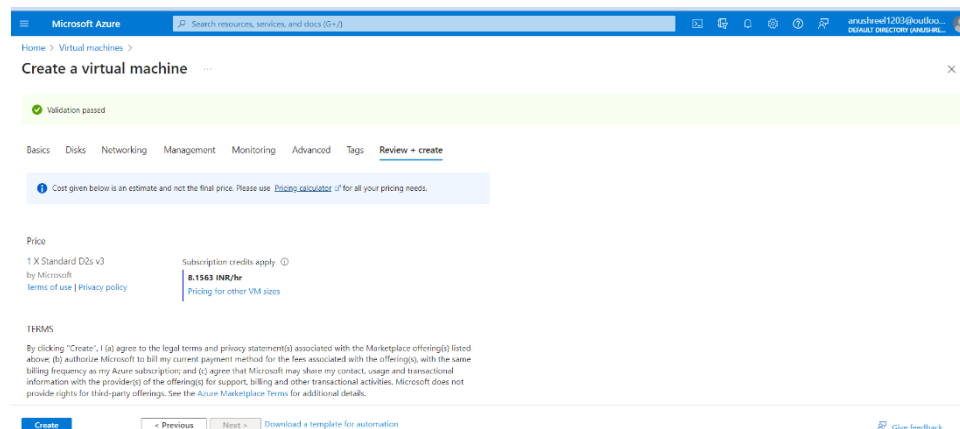 Microsoft Azure
Search resources, services, and docs (G+/)
anushreel1203@outloo...
DEFAULT DIRECTORY (ANUSHRE...
Home > Virtual machines >
Create a virtual machine ...
Validation passed
Basics Disks Networking Management Monitoring Advanced Tags Review + create
Cost given below is an estimate and not the final price. Please use Pricing calculator for all your pricing needs.
Price
1 X Standard D2s v3
by Microsoft
Terms of use | Privacy policy
Subscription credits apply
8.1563 INR/hr
Pricing for other VM sizes
TERMS
By clicking "Create", I (a) agree to the legal terms and privacy statement(s) associated with the Marketplace offering(s) listed
above; (b) authorize Microsoft to bill my current payment method for the fees associated with the offering(s), with the same
billing frequency as my Azure subscription; and (c) agree that Microsoft may share my contact, usage and transactional
information with the provider(s) of the offering(s) for support, billing and other transactional activities. Microsoft does not
provide rights for third-party offerings. See the Azure Marketplace Terms for additional details.
Create < Previous Next > Download a template for automation Give feedback